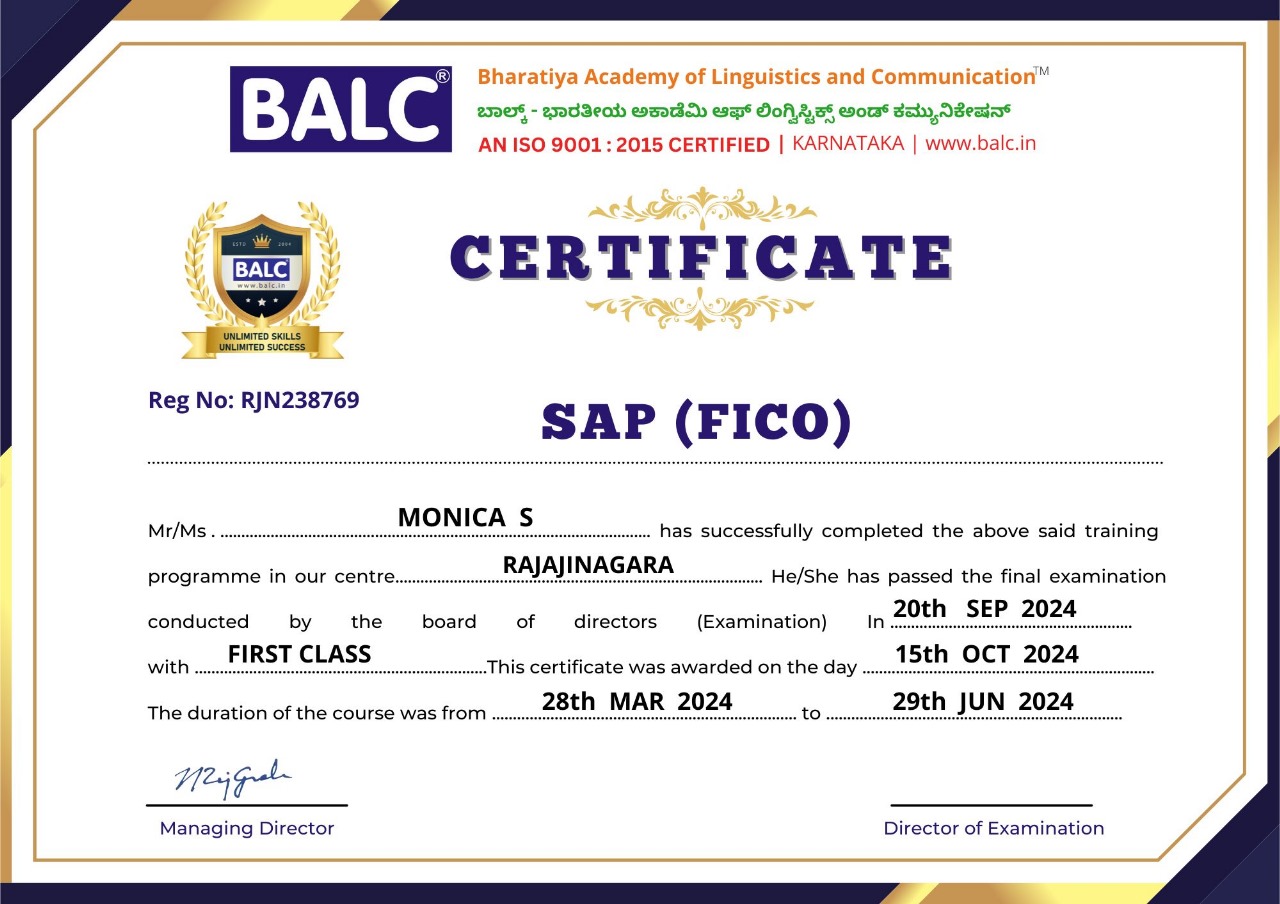 BALC®
Bharatiya Academy of Linguistics and Communication™
ಬಾಲ್ಕ್ - ಭಾರತೀಯ ಅಕಾಡೆಮಿ ಆಫ್ ಲಿಂಗ್ವಿಸ್ಟಿಕ್ಸ್ ಅಂಡ್ ಕಮ್ಯುನಿಕೇಷನ್
AN ISO 9001 : 2015 CERTIFIED | KARNATAKA | www.balc.in
ESTD 2004
BALC
www.balc.in
UNLIMITED SKILLS
UNLIMITED SUCCESS
CERTIFICATE
Reg No: RJN238769
SAP (FICO)
Mr/Ms . MONICA S has successfully completed the above said training
programme in our centre RAJAJINAGARA He/She has passed the final examination
conducted by the board of directors (Examination) In 20th SEP 2024
with FIRST CLASS This certificate was awarded on the day 15th OCT 2024
The duration of the course was from 28th MAR 2024 to 29th JUN 2024
Managing Director
Director of Examination